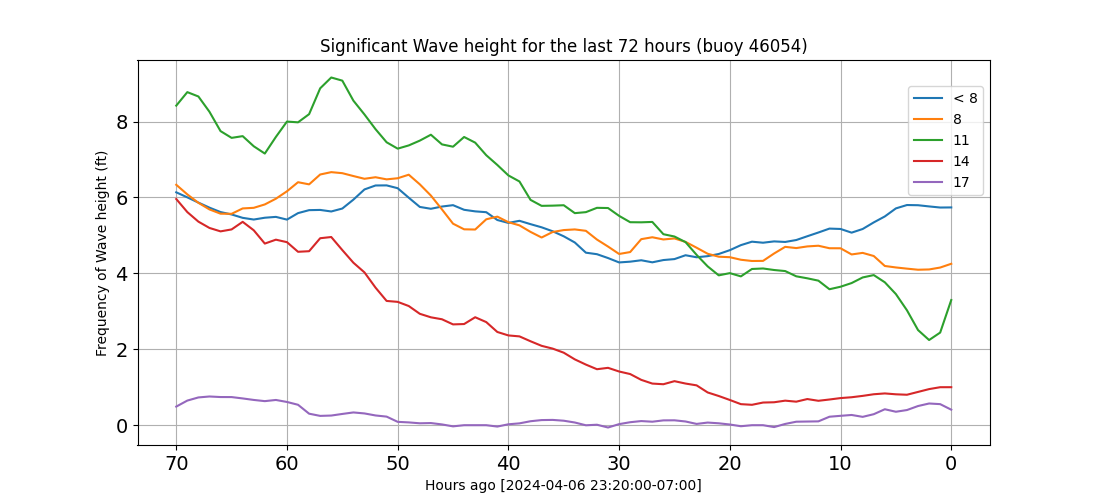 Significant Wave height for the last 72 hours (buoy 46054)
Frequency of Wave height (ft)
8
6
4
2
0
< 8
8
11
14
17
70 60 50 40 30 20 10 0
Hours ago [2024-04-06 23:20:00-07:00]